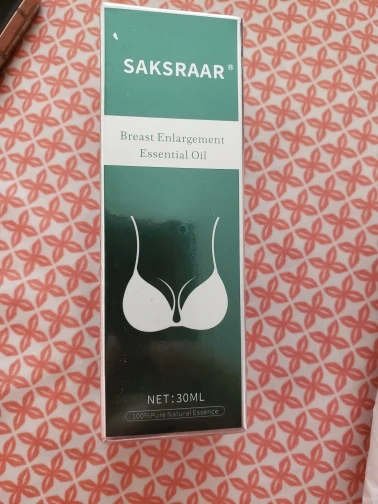 SAKSRAAR®
Breast Enlargement
Essential Oil
NET:30ML
100%Pure Natural Essence